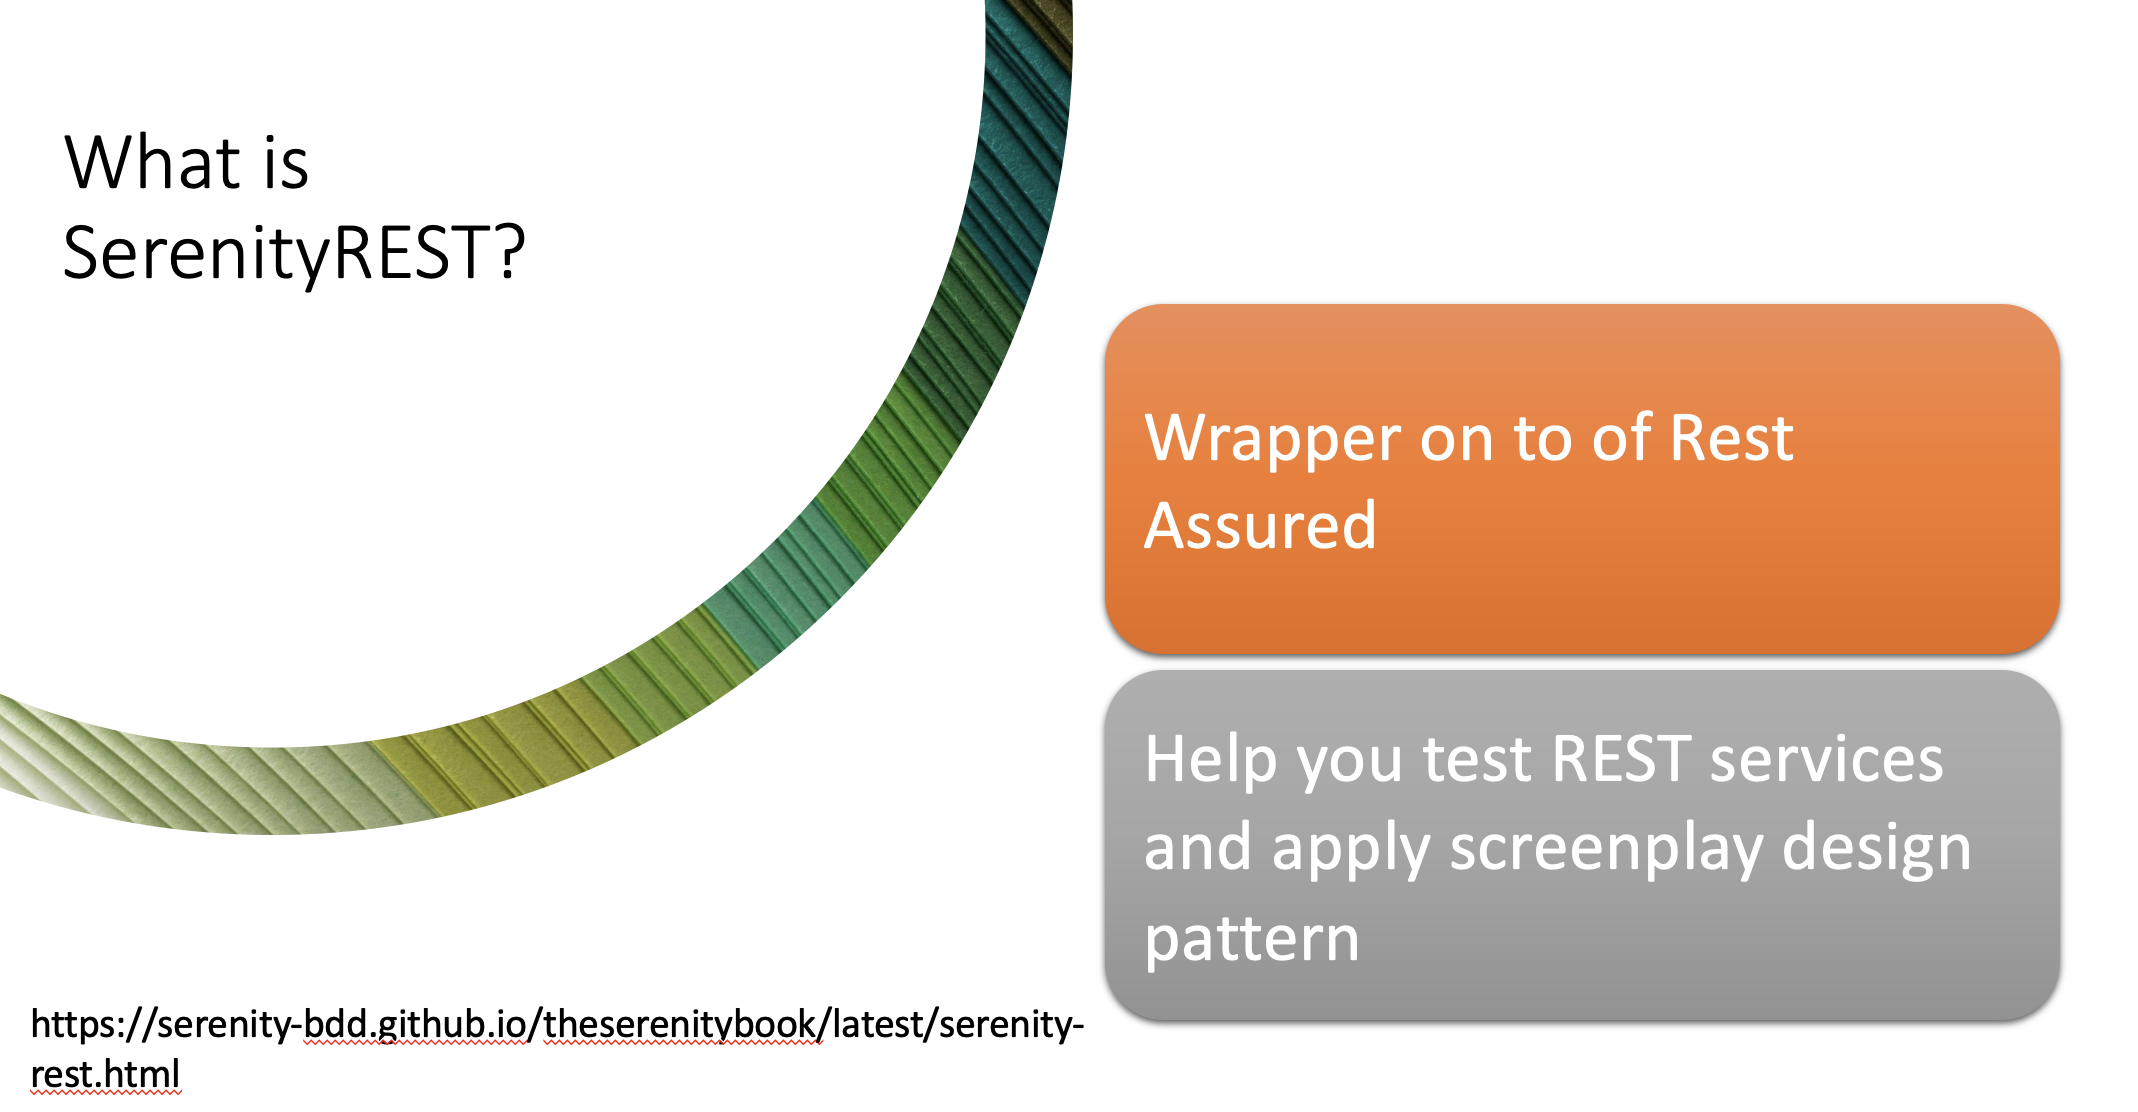 What is
SerenityREST?
Wrapper on to of Rest
Assured
Help you test REST services
and apply screenplay design
pattern
https://serenity-bdd.github.io/theserenitybook/latest/serenity-
rest.html